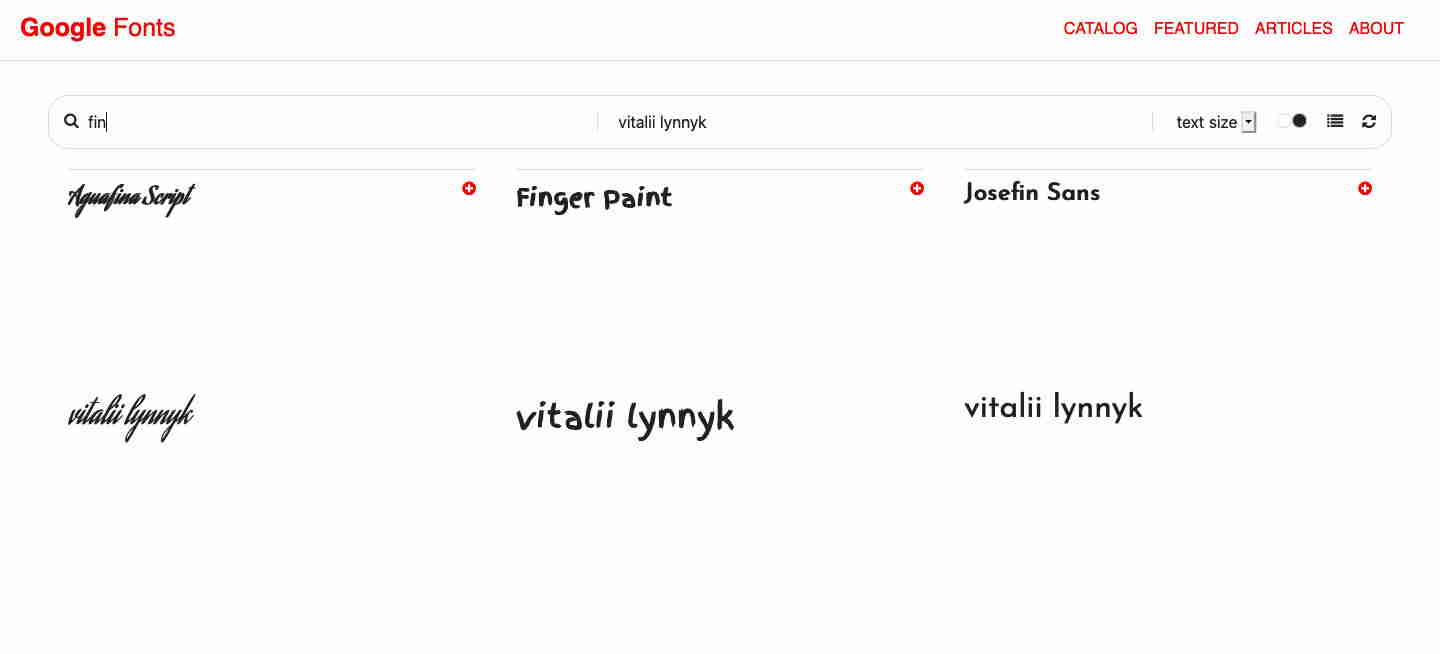 Google Fonts CATALOG FEATURED ARTICLES ABOUT
fin vitalii lynnyk text size
Aguafina Script Finger Paint Josefin Sans
vitalii lynnyk vitalii lynnyk vitalii lynnyk